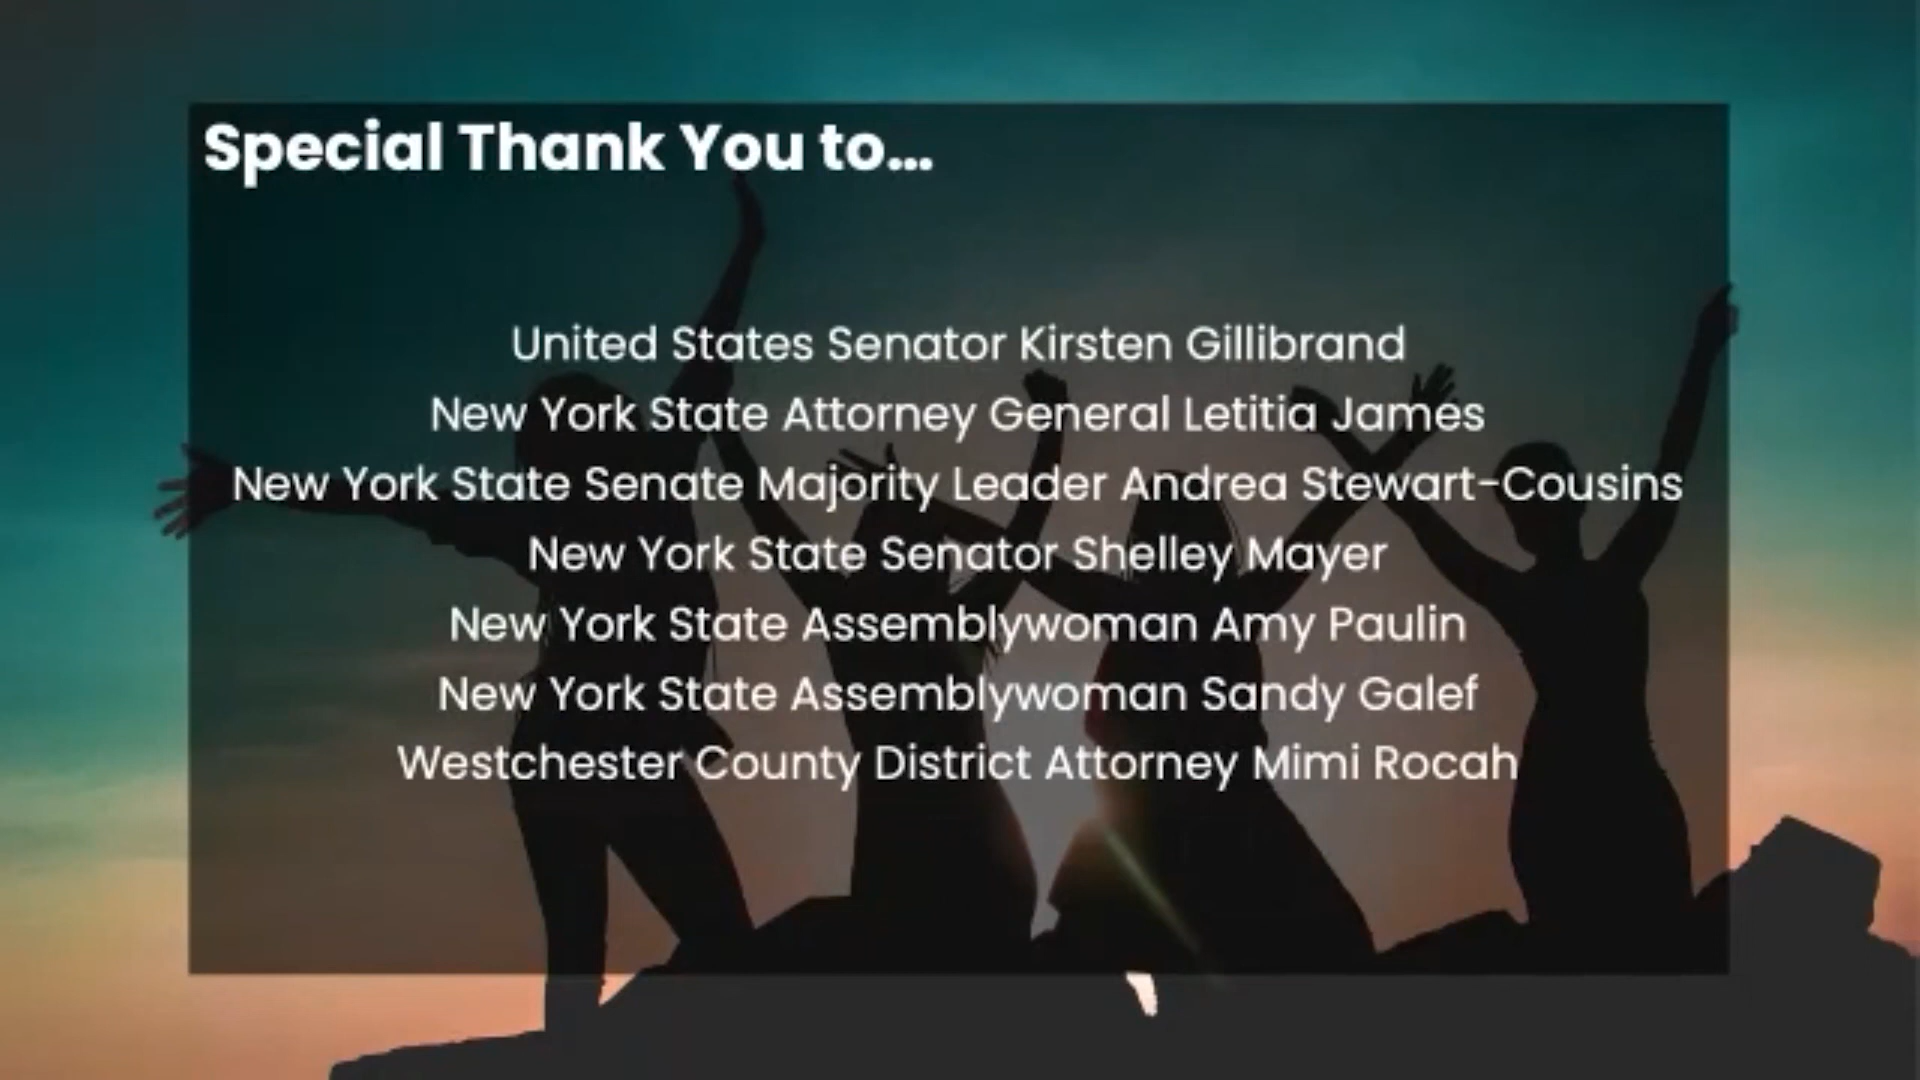 Special Thank You to...
United States Senator Kirsten Gillibrand
New York State Attorney General Letitia James
New York State Senate Majority Leader Andrea Stewart-Cousins
New York State Senator Shelley Mayer
New York State Assemblywoman Amy Paulin
New York State Assemblywoman Sandy Galef
Westchester County District Attorney Mimi Rocah